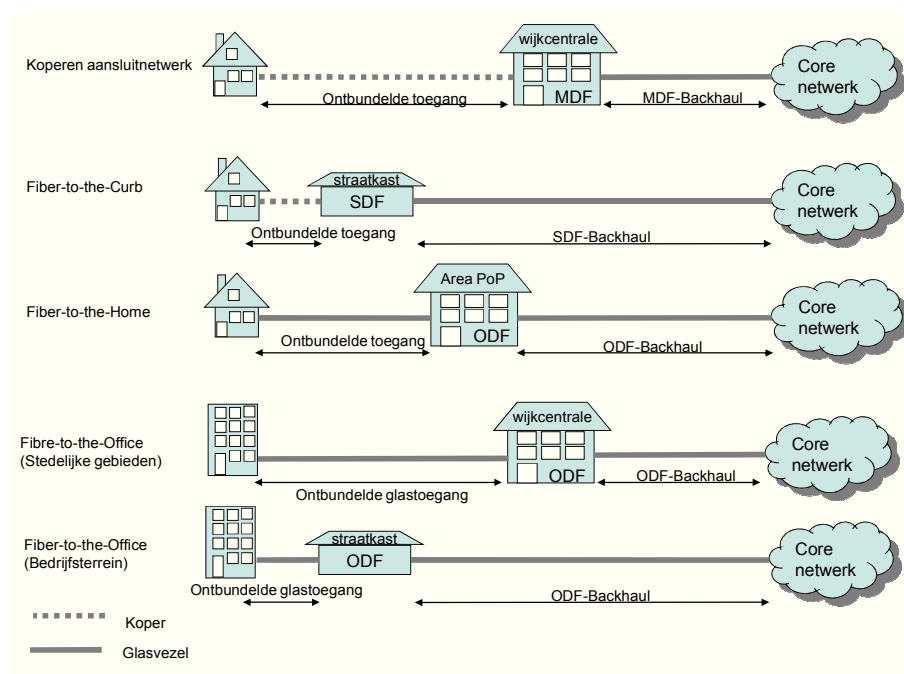 Koperen aansluitnetwerk
wijkcentrale
MDF
Core
netwerk
Ontbundelde toegang
MDF-Backhaul
Fiber-to-the-Curb
straatkast
SDF
Core
netwerk
Ontbundelde toegang
SDF-Backhaul
Fiber-to-the-Home
Area PoP
ODF
Core
netwerk
Ontbundelde toegang
ODF-Backhaul
Fibre-to-the-Office
(Stedelijke gebieden)
wijkcentrale
ODF
Core
netwerk
Ontbundelde glastoegang
ODF-Backhaul
Fiber-to-the-Office
(Bedrijfsterrein)
straatkast
ODF
Core
netwerk
Ontbundelde glastoegang
ODF-Backhaul
Koper
Glasvezel